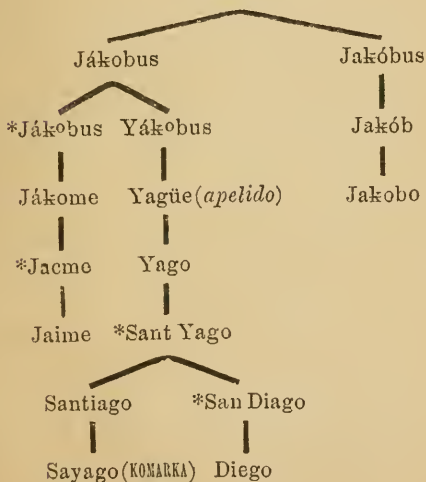 Jákobus Jakóbus
*Jákobus Yákobus Jakób
Jákome Yagüe (apelido) Jakobo
*Jacme Yago
Jaime *Sant Yago
Santiago *San Diago
Sayago (KOMARKA) Diego